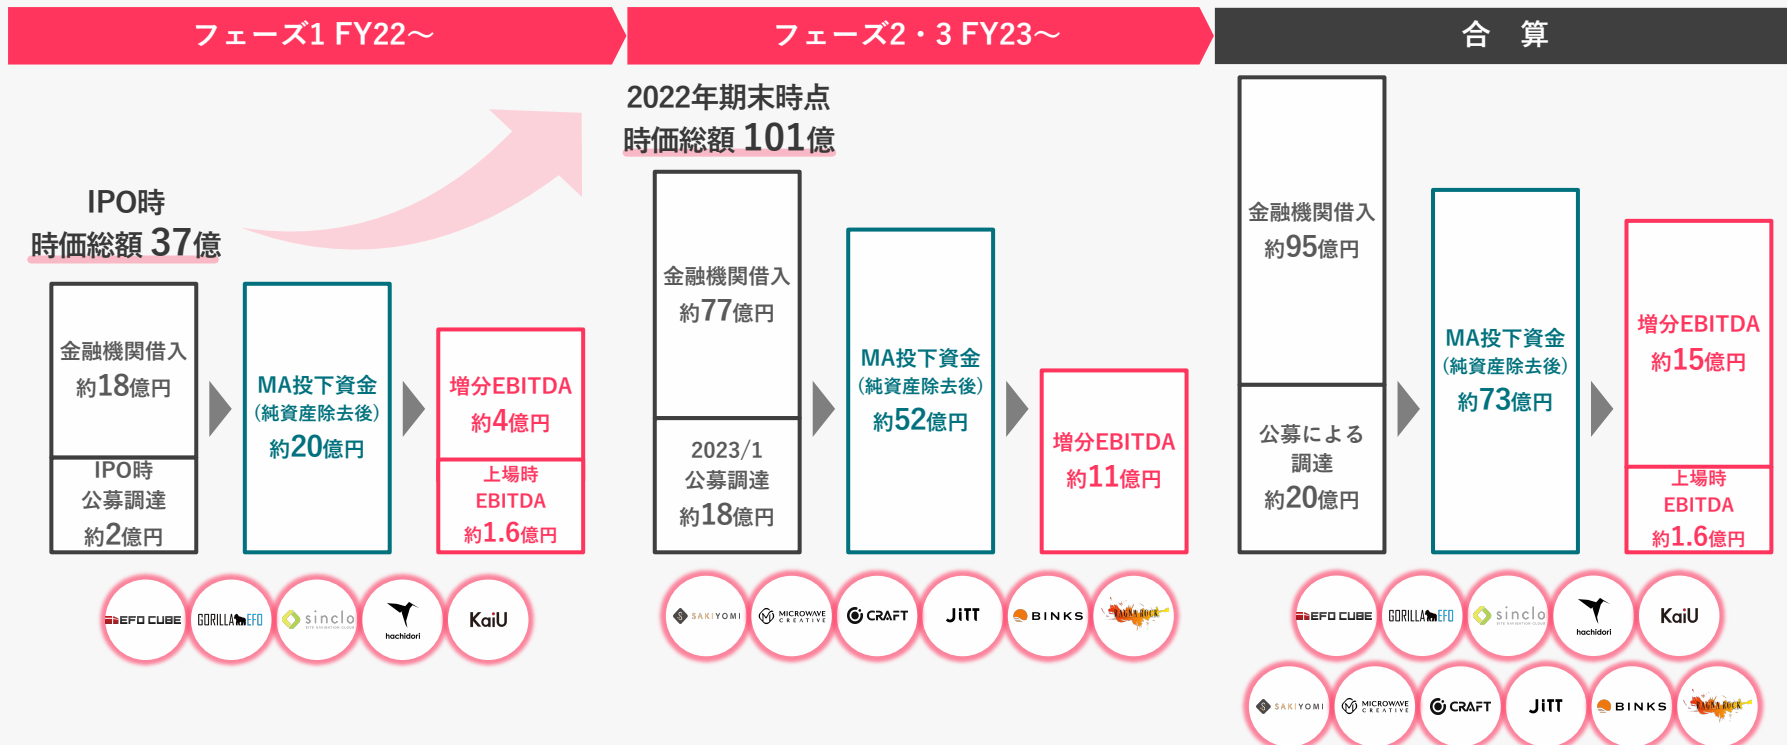 フェーズ1 FY22～
フェーズ2・3 FY23～
合　算
IPO時
時価総額 37億
金融機関借入
約18億円
IPO時
公募調達
約2億円
MA投下資金
(純資産除去後)
約20億円
増分EBITDA
約4億円
上場時
EBITDA
約1.6億円
EFO CUBE
GORILLA EFO
sinclo
SITE NAVIGATION CLOUD
hachidori
KaiU
2022年期末時点
時価総額 101億
金融機関借入
約77億円
2023/1
公募調達
約18億円
MA投下資金
(純資産除去後)
約52億円
増分EBITDA
約11億円
S SAKIYOMI
MICROWAVE
CREATIVE
CRAFT
JiTT
BINKS
RAGNA ROCK
金融機関借入
約95億円
公募による
調達
約20億円
MA投下資金
(純資産除去後)
約73億円
増分EBITDA
約15億円
上場時
EBITDA
約1.6億円
EFO CUBE
GORILLA EFO
sinclo
SITE NAVIGATION CLOUD
hachidori
KaiU
S SAKIYOMI
MICROWAVE
CREATIVE
CRAFT
JiTT
BINKS
RAGNA ROCK